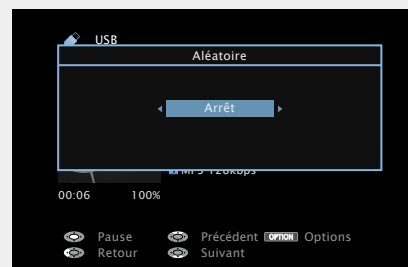 USB
Aléatoire
Arrêt
MP3 128kbps
00:06 100%
Pause Précédent OPTION Options
Retour Suivant